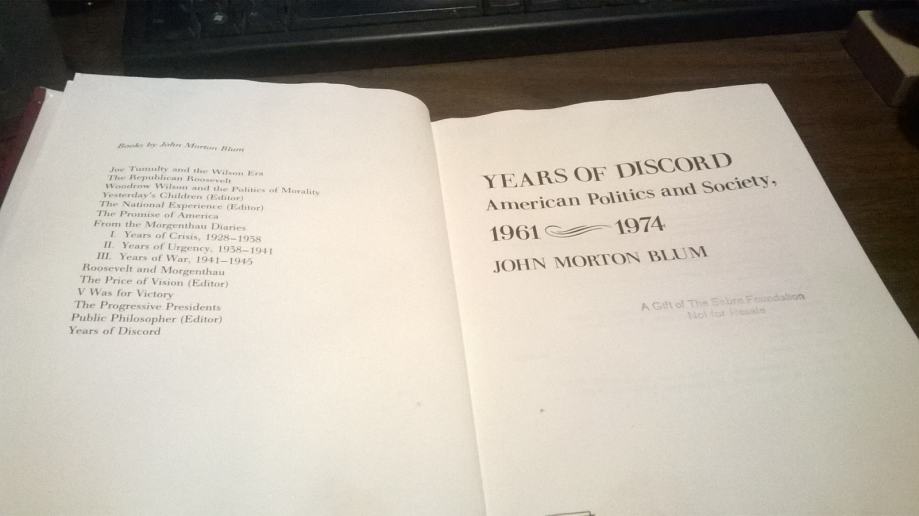 Books by John Morton Blum
Joe Tumulty and the Wilson Era
The Republican Roosevelt
Woodrow Wilson and the Politics of Morality
Yesterday's Children (Editor)
The National Experience (Editor)
The Promise of America
From the Morgenthau Diaries
I. Years of Crisis, 1928–1938
II. Years of Urgency, 1938–1941
III. Years of War, 1941–1945
Roosevelt and Morgenthau
The Price of Vision (Editor)
V Was for Victory
The Progressive Presidents
Public Philosopher (Editor)
Years of Discord
YEARS OF DISCORD
American Politics and Society,
1961 1974
JOHN MORTON BLUM
A Gift of The Sabre Foundation
Not for Resale